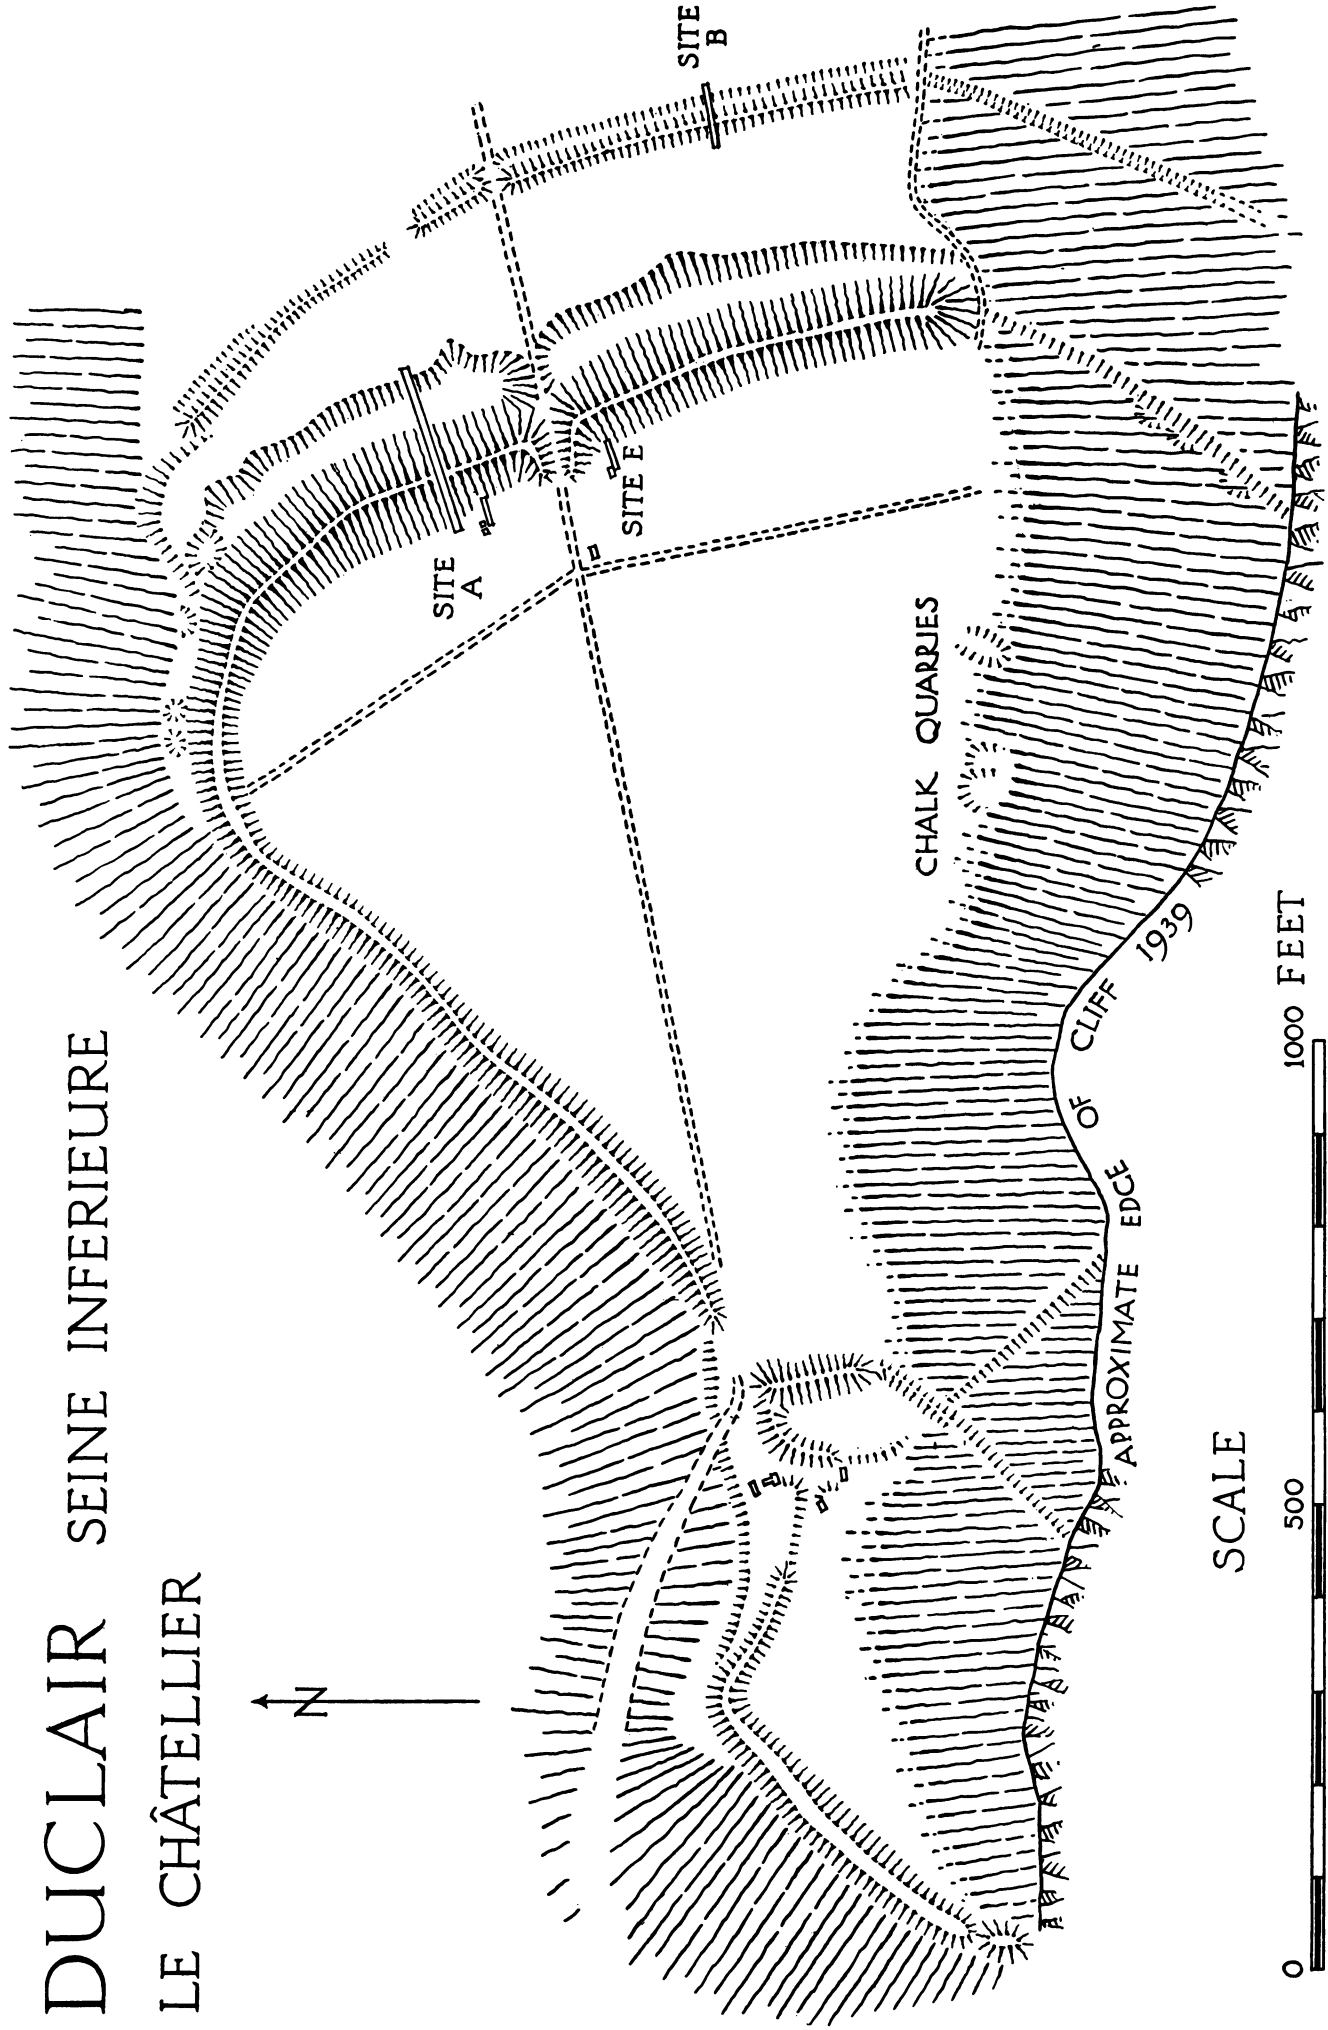 DUCLAIR SEINE INFERIEURE
LE CHÂTELLIER
N
SITE
A
SITE E
SITE
B
CHALK QUARRIES
APPROXIMATE EDGE OF CLIFF 1939
SCALE
0 500 1000 FEET